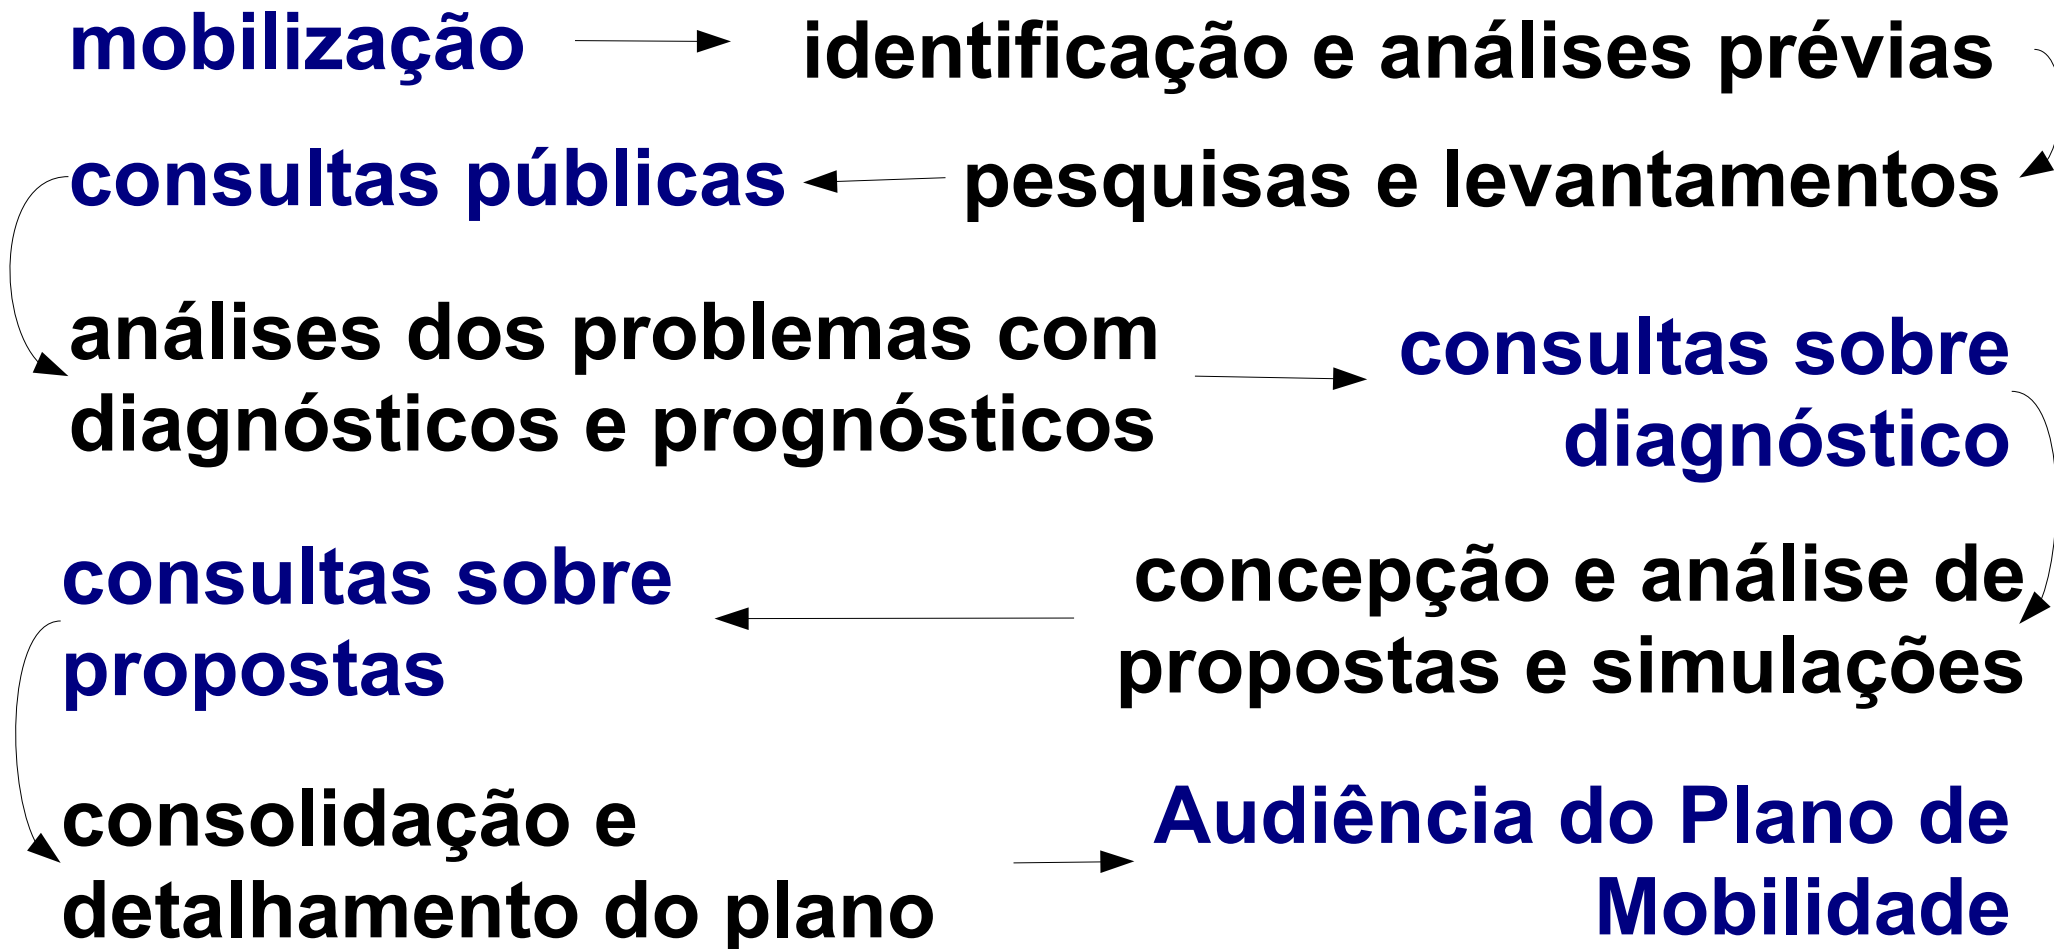 mobilização
identificação e análises prévias
consultas públicas
pesquisas e levantamentos
análises dos problemas com
diagnósticos e prognósticos
consultas sobre
diagnóstico
consultas sobre
propostas
concepção e análise de
propostas e simulações
consolidação e
detalhamento do plano
Audiência do Plano de
Mobilidade